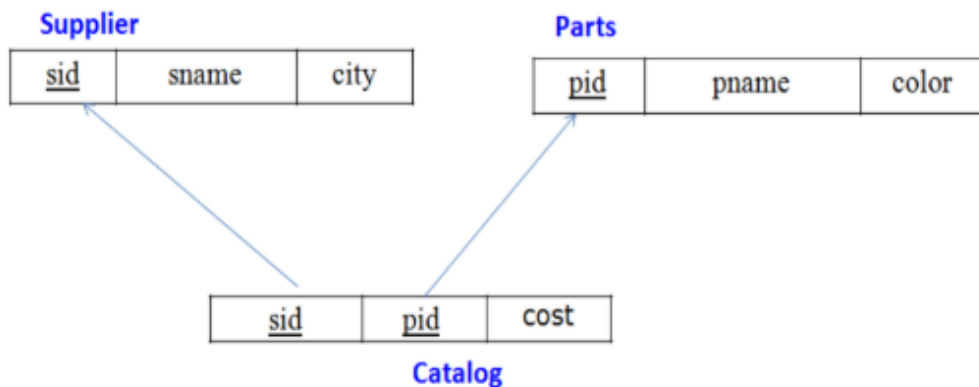 Supplier
Parts
sid sname city
pid pname color
sid pid cost
Catalog